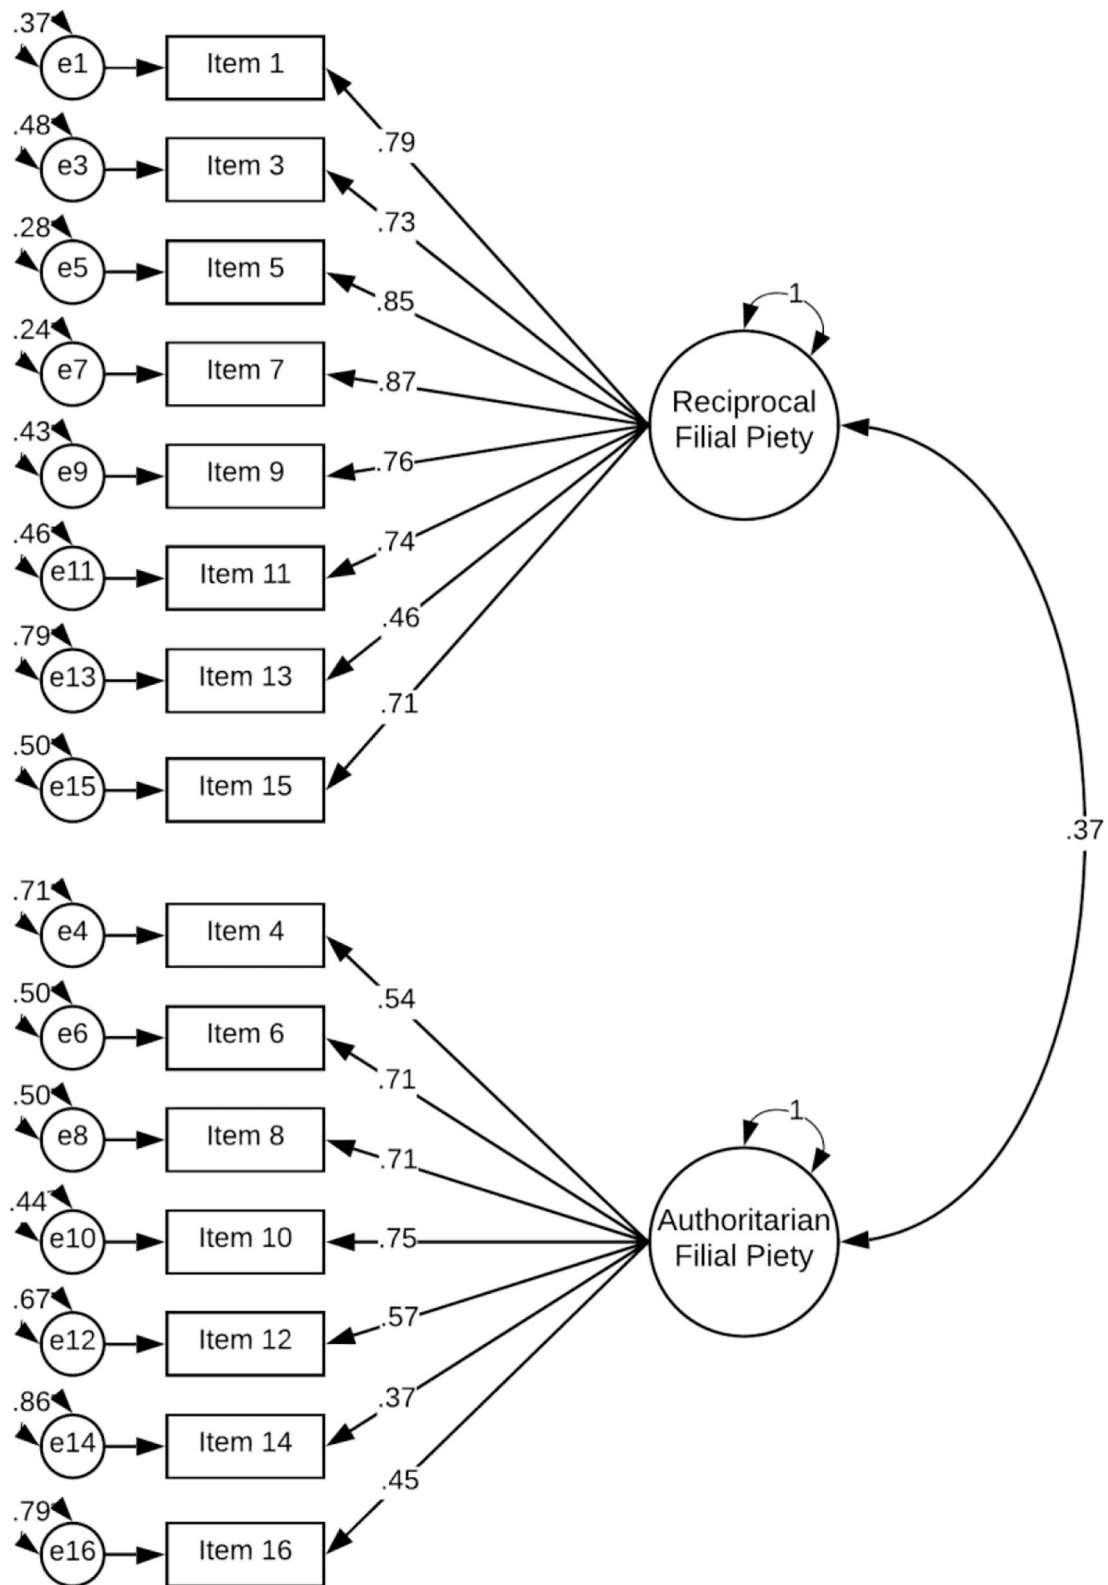 .37
e1
Item 1
.79
.48
e3
Item 3
.73
.28
e5
Item 5
.85
.24
e7
Item 7
.87
.43
e9
Item 9
.76
.46
e11
Item 11
.74
.79
e13
Item 13
.46
.50
e15
Item 15
.71
1
Reciprocal
Filial Piety
.37
.71
e4
Item 4
.54
.50
e6
Item 6
.71
.50
e8
Item 8
.71
.44
e10
Item 10
.75
.67
e12
Item 12
.57
.86
e14
Item 14
.37
.79
e16
Item 16
.45
1
Authoritarian
Filial Piety